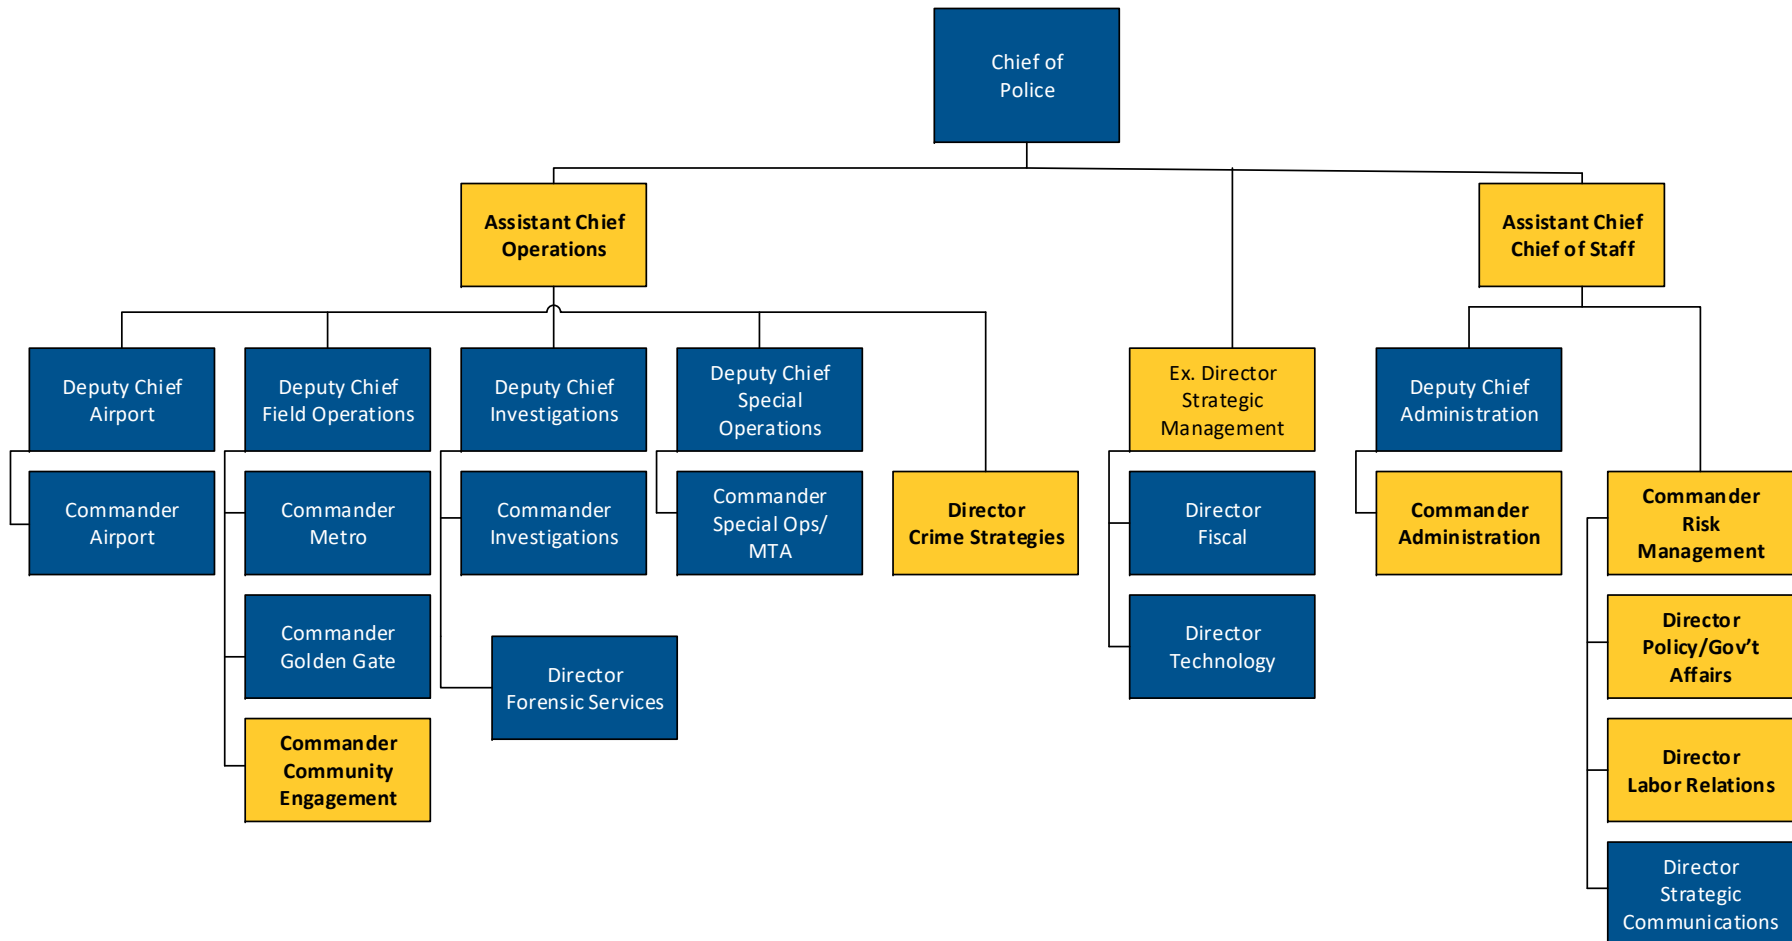 Chief of
Police
Assistant Chief
Operations
Assistant Chief
Chief of Staff
Deputy Chief
Airport
Deputy Chief
Field Operations
Deputy Chief
Investigations
Deputy Chief
Special
Operations
Ex. Director
Strategic
Management
Deputy Chief
Administration
Commander
Airport
Commander
Metro
Commander
Investigations
Commander
Special Ops/
MTA
Director
Crime Strategies
Director
Fiscal
Commander
Administration
Commander
Risk
Management
Commander
Golden Gate
Director
Forensic Services
Director
Technology
Director
Policy/Gov’t
Affairs
Commander
Community
Engagement
Director
Labor Relations
Director
Strategic
Communications